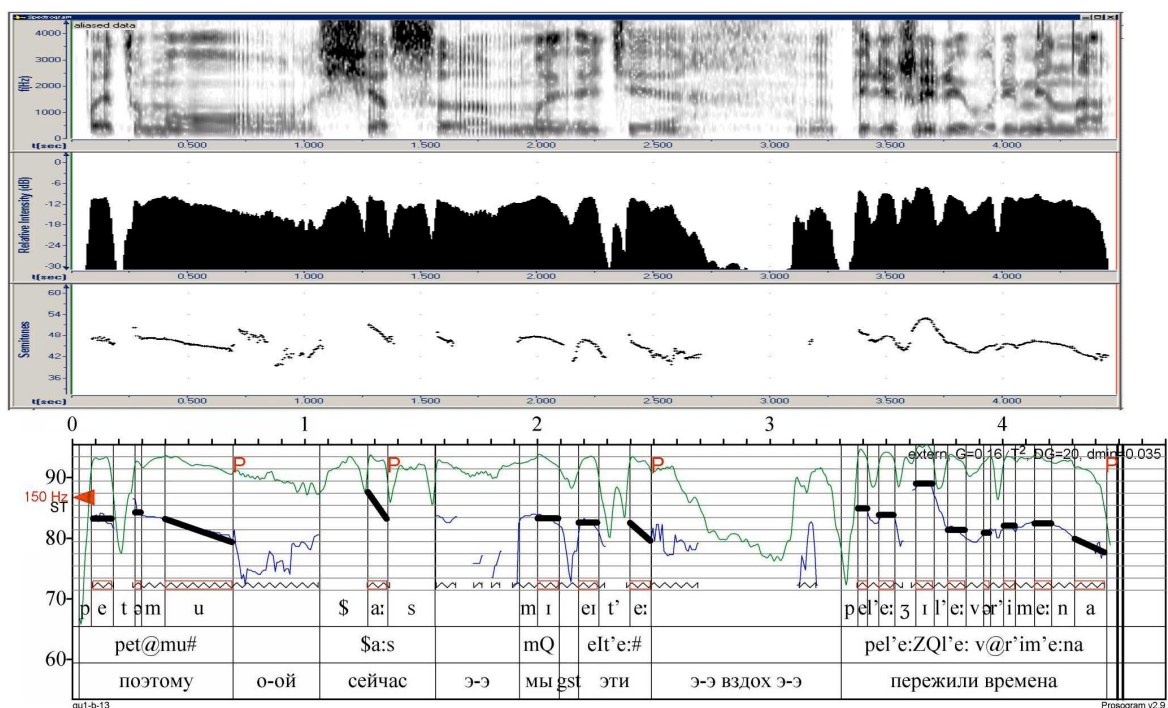 Spectrogram
aliased data
4000
3000
2000
1000
0
f(Hz)
t(sec) 0.500 1.000 1.500 2.000 2.500 3.000 3.500 4.000
0
-6
-12
-18
-24
-30
Relative Intensity (dB)
t(sec) 0.500 1.000 1.500 2.000 2.500 3.000 3.500 4.000
60
54
48
42
36
Semitones
t(sec) 0.500 1.000 1.500 2.000 2.500 3.000 3.500 4.000
0 1 2 3 4
P P P P
extern, G=0.16/T², DG=20, dmin=0.035
90
150 Hz
ST
80
70
60
p e t ə m u $ a: s m ɪ eɪ t' e: p e l'e: ʒ ɪ l'e: v ə r' i m e: n a
pet@mu# $a:s mQ eIt'e:# pel'e:ZQl'e: v@r'im'e:na
поэтому о-ой сейчас э-э мы gst эти э-э вздох э-э пережили времена
gu1-b-13 Prosogram v2.9